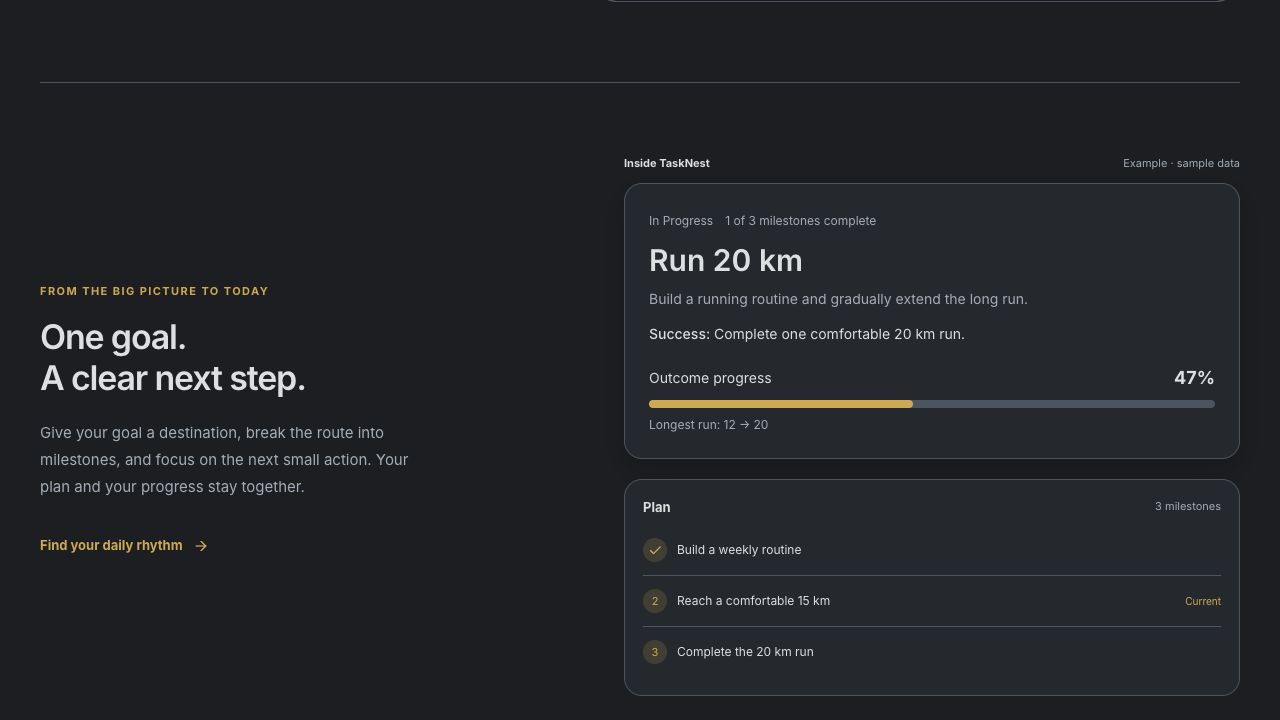 FROM THE BIG PICTURE TO TODAY
One goal.
A clear next step.
Give your goal a destination, break the route into
milestones, and focus on the next small action. Your
plan and your progress stay together.
Find your daily rhythm →
Inside TaskNest
Example · sample data
In Progress 1 of 3 milestones complete
Run 20 km
Build a running routine and gradually extend the long run.
Success: Complete one comfortable 20 km run.
Outcome progress 47%
Longest run: 12 → 20
Plan 3 milestones
Build a weekly routine
2 Reach a comfortable 15 km Current
3 Complete the 20 km run